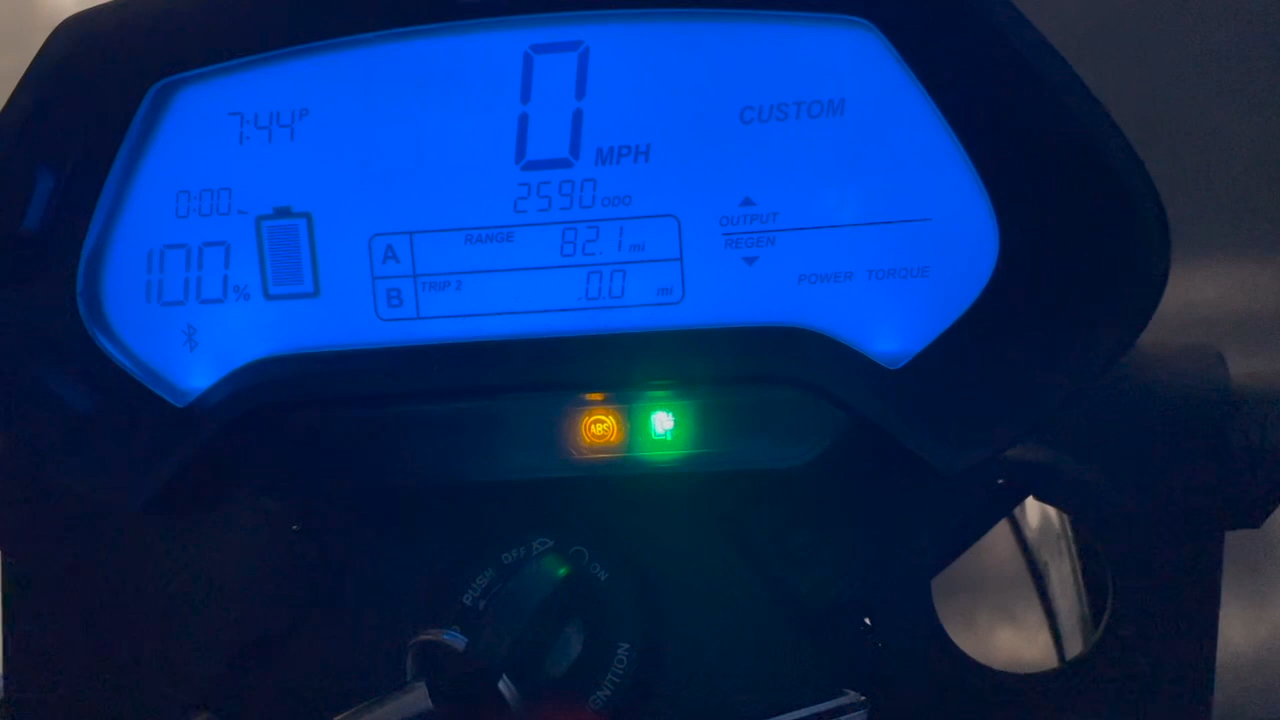 0
MPH
7:44P
CUSTOM
0:00
2590 ODO
100%
A RANGE 82.1 mi
B TRIP 2 .0.0 mi
OUTPUT
REGEN
POWER TORQUE
ABS
PUSH OFF ON
IGNITION